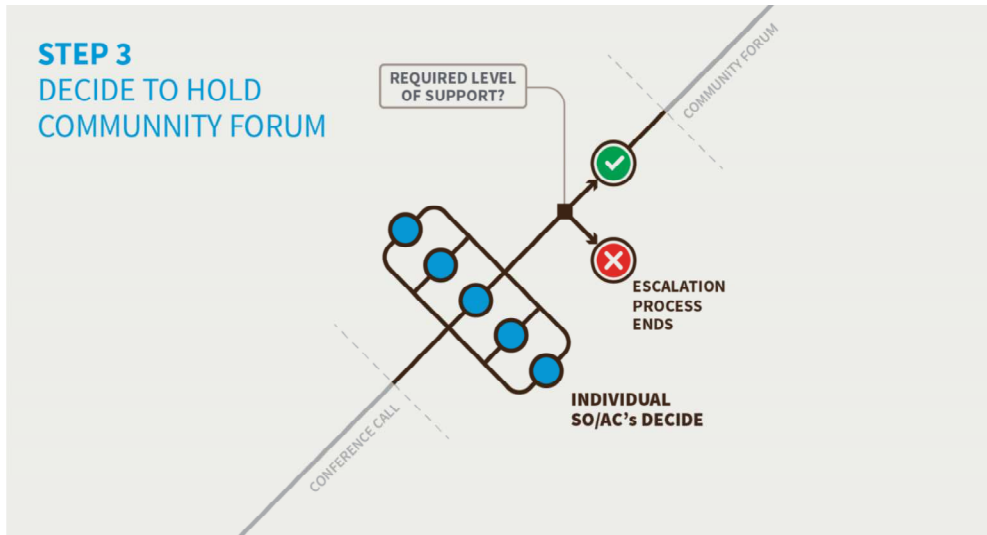 STEP 3
DECIDE TO HOLD
COMMUNNITY FORUM
REQUIRED LEVEL
OF SUPPORT?
COMMUNITY FORUM
ESCALATION
PROCESS
ENDS
INDIVIDUAL
SO/AC's DECIDE
CONFERENCE CALL